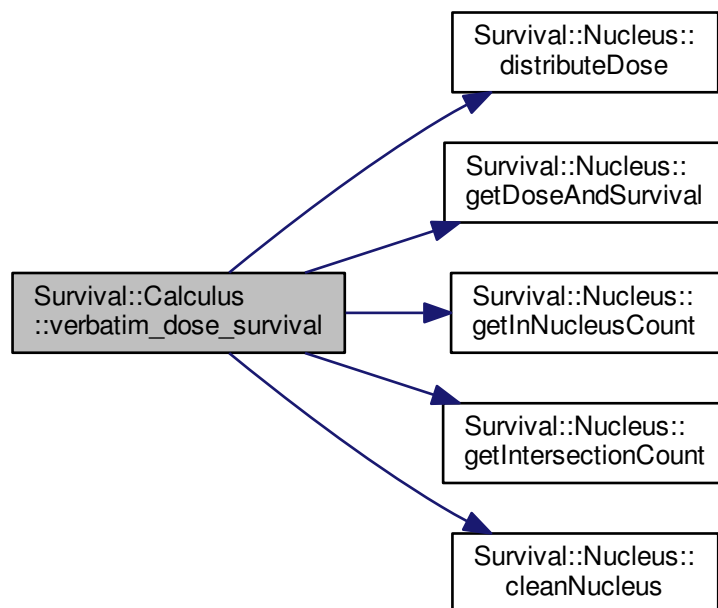 Survival::Nucleus::
distributeDose
Survival::Nucleus::
getDoseAndSurvival
Survival::Calculus
::verbatim_dose_survival
Survival::Nucleus::
getInNucleusCount
Survival::Nucleus::
getIntersectionCount
Survival::Nucleus::
cleanNucleus